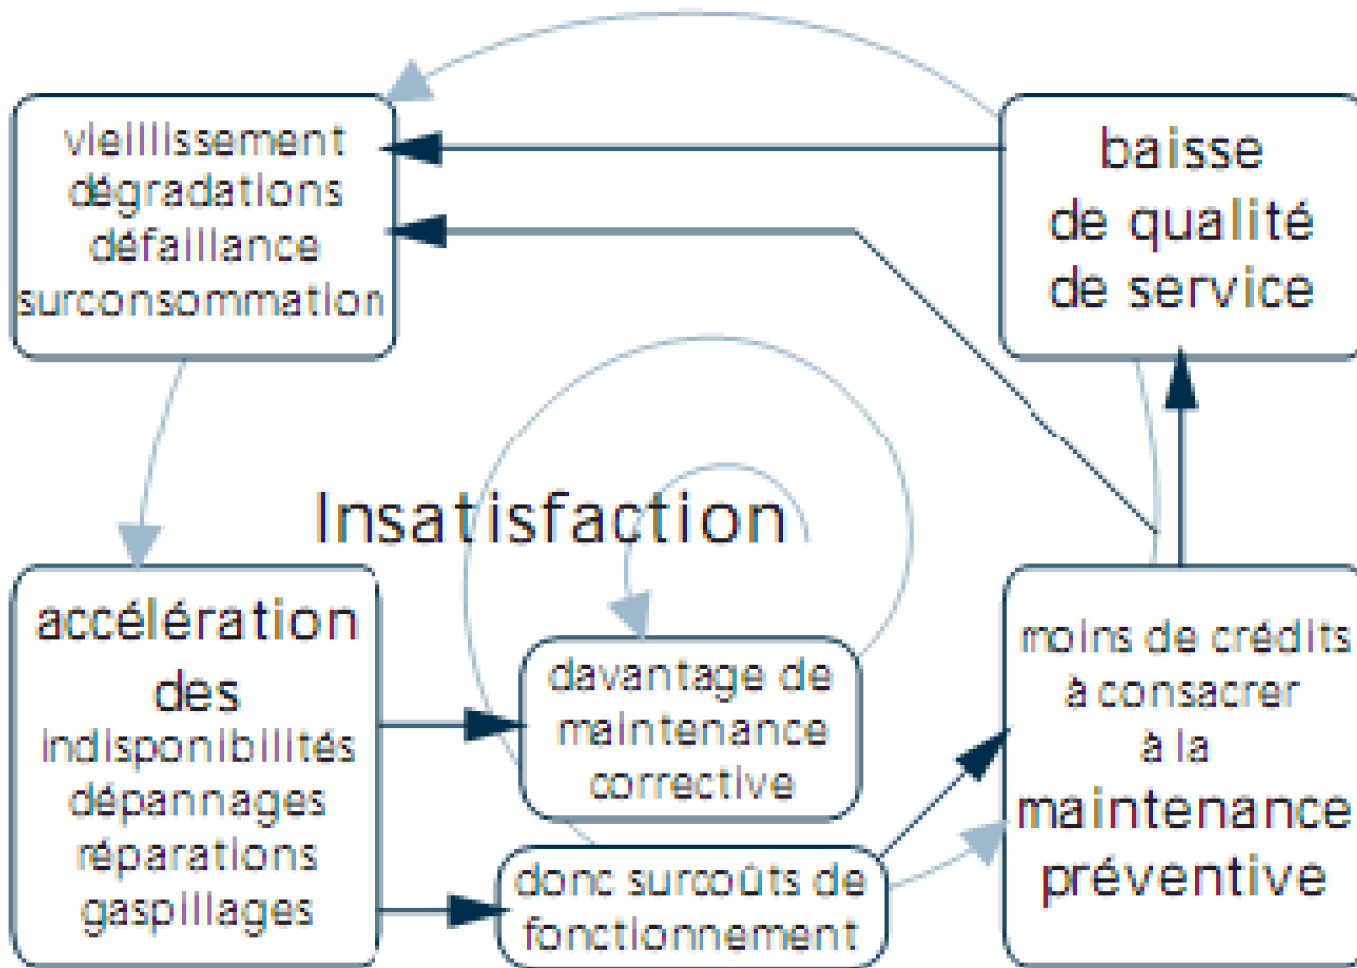 vieillissement
dégradations
défaillance
surconsommation
baisse
de qualité
de service
Insatisfaction
accélération
des
indisponibilités
dépannages
réparations
gaspillages
davantage de
maintenance
corrective
donc surcoûts de
fonctionnement
moins de crédits
à consacrer
à la
maintenance
préventive